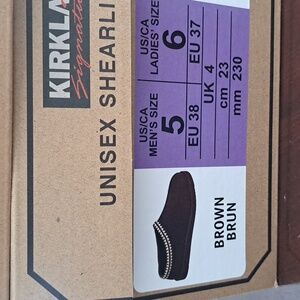 KIRKLA
Signatur
UNISEX SHEARLI
US/CA
LADIES' SIZE
6
EU 37
US/CA
MEN'S SIZE
5
EU 38
UK 4
cm 23
mm 230
BROWN
BRUN